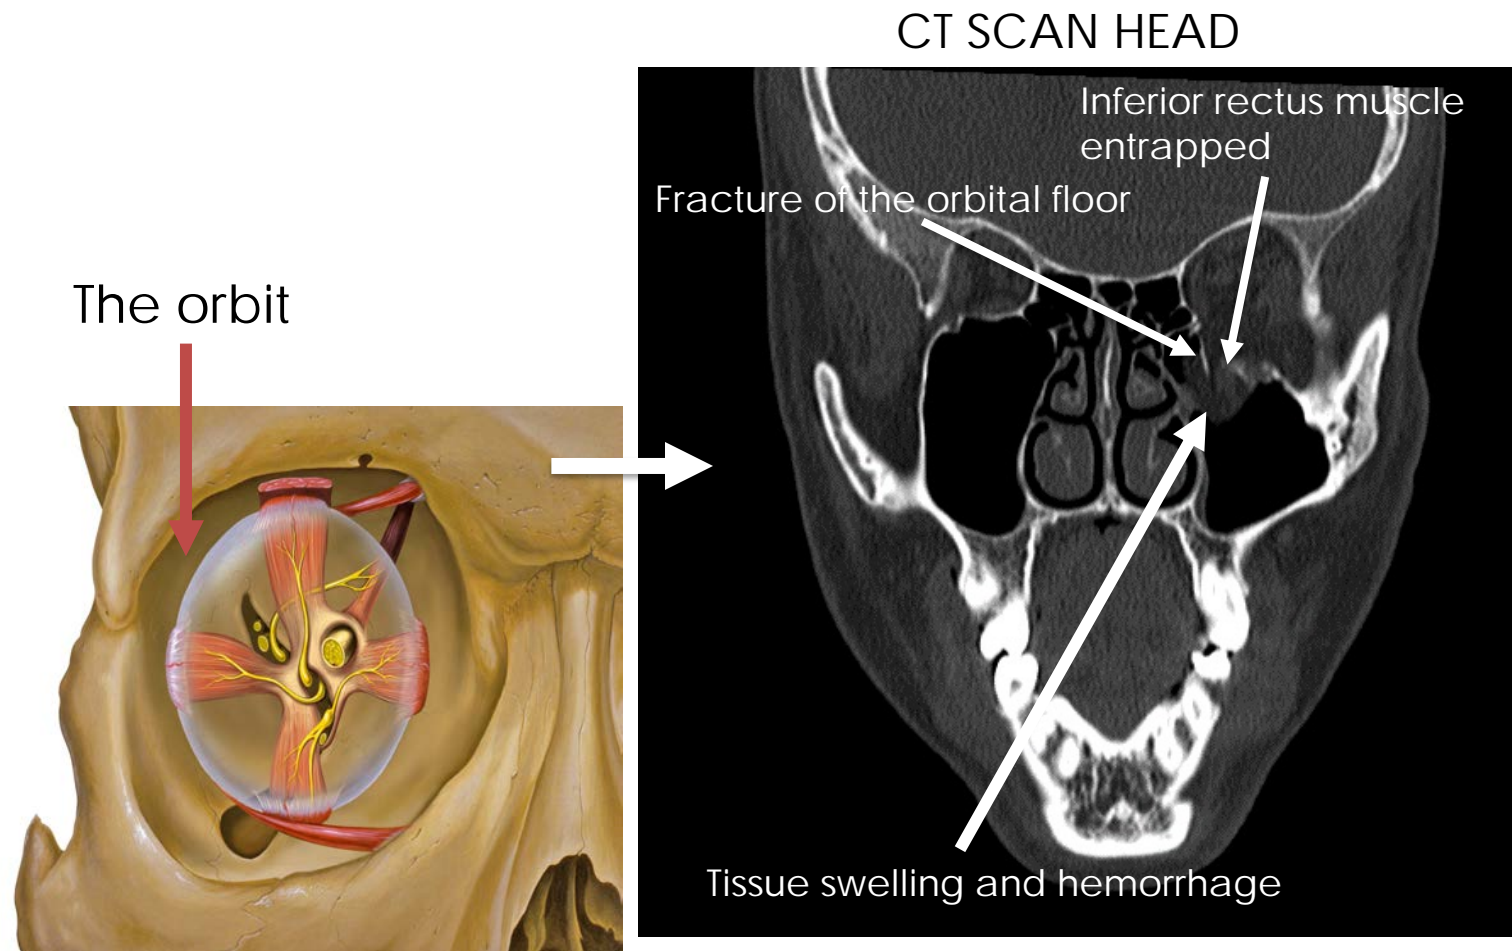 CT SCAN HEAD
Inferior rectus muscle
entrapped
Fracture of the orbital floor
The orbit
Tissue swelling and hemorrhage